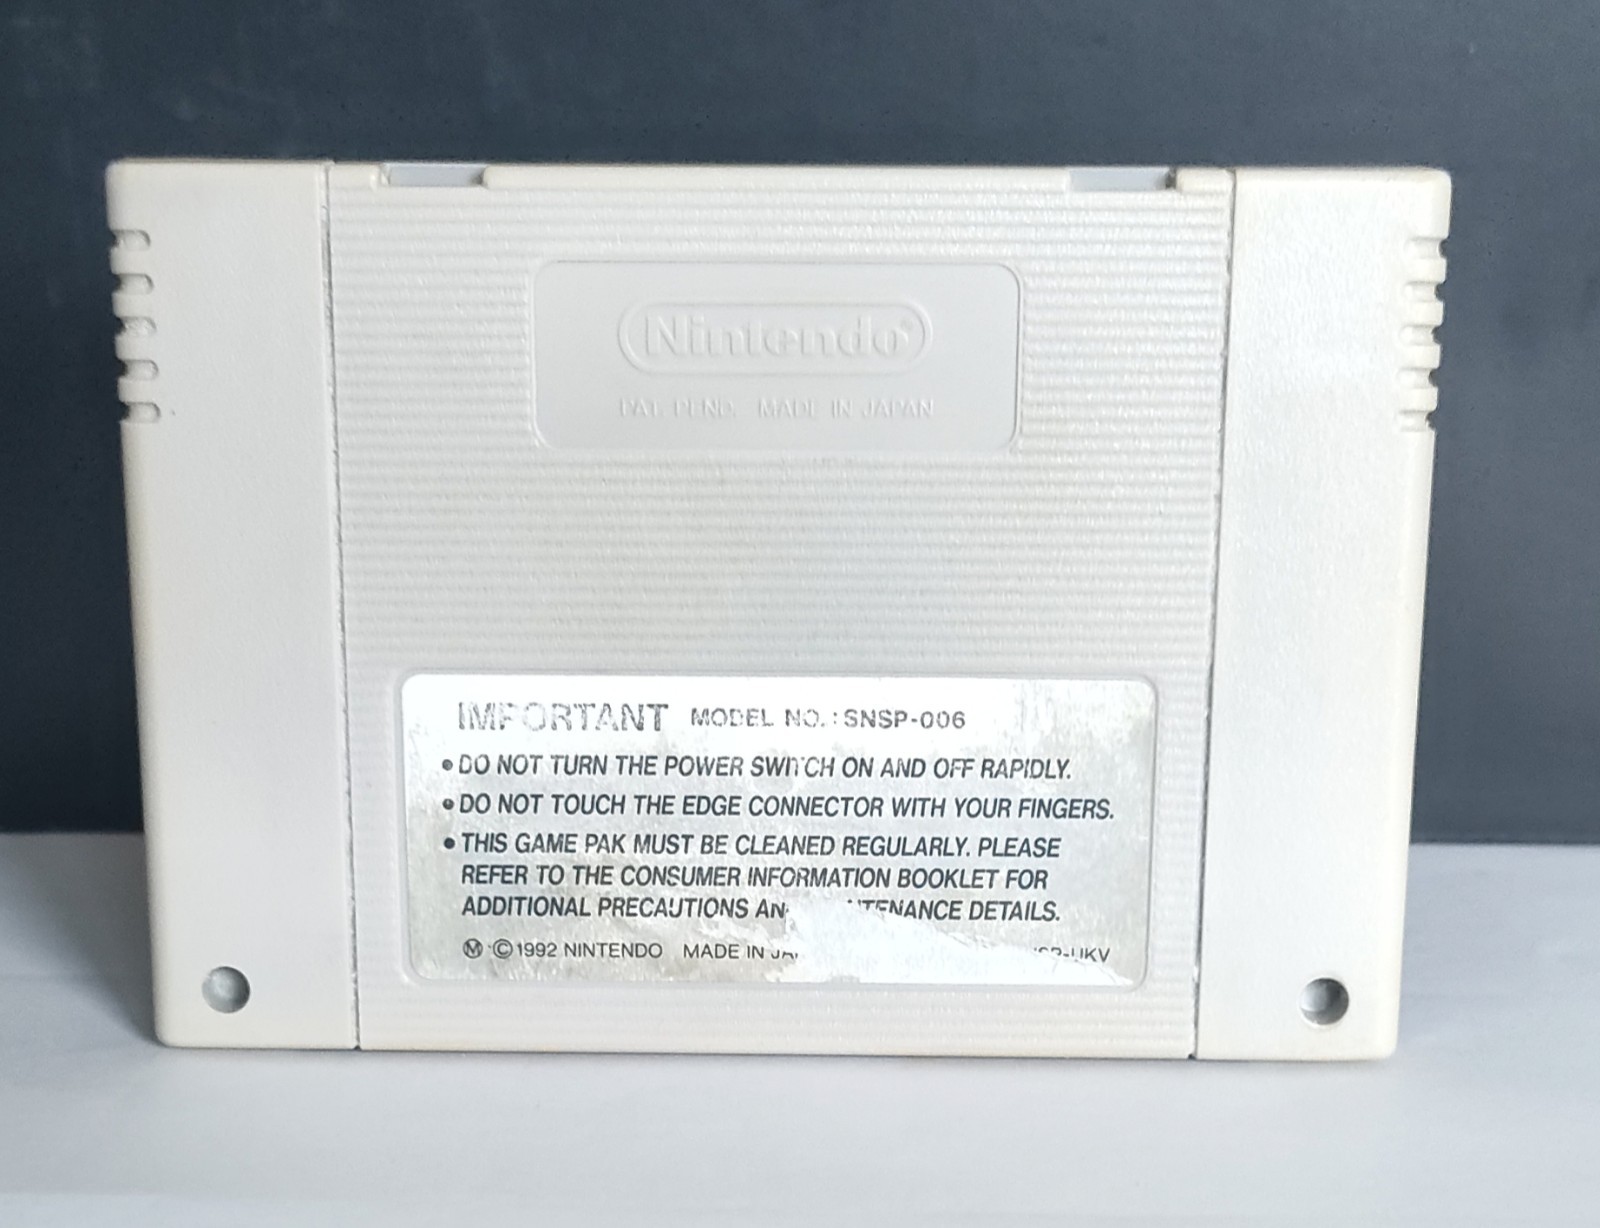 Nintendo®
PAT. PEND. MADE IN JAPAN
IMPORTANT MODEL NO.: SNSP-006
• DO NOT TURN THE POWER SWITCH ON AND OFF RAPIDLY.
• DO NOT TOUCH THE EDGE CONNECTOR WITH YOUR FINGERS.
• THIS GAME PAK MUST BE CLEANED REGULARLY. PLEASE
REFER TO THE CONSUMER INFORMATION BOOKLET FOR
ADDITIONAL PRECAUTIONS DETAILS.
Ⓜ © 1992 NINTENDO MADE IN